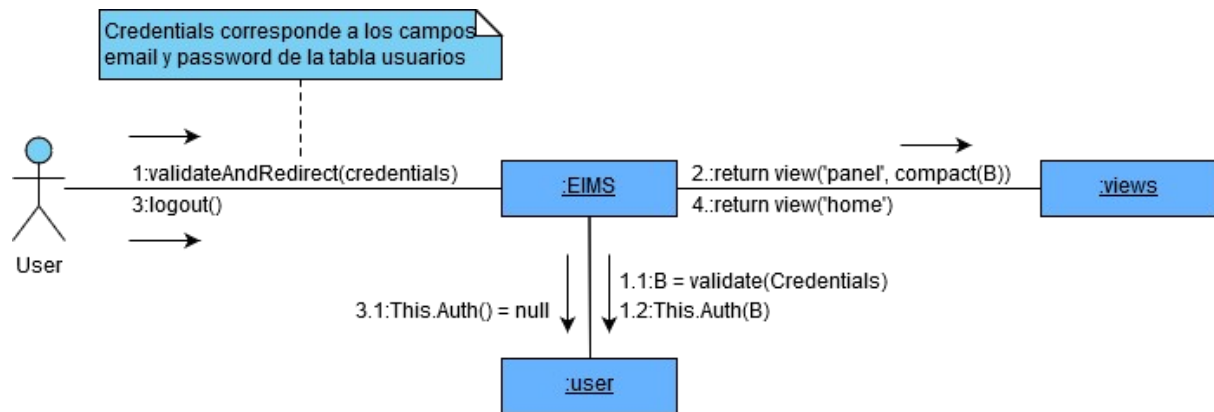 Credentials corresponde a los campos
email y password de la tabla usuarios
1:validateAndRedirect(credentials)
3:logout()
User
:EIMS
2.:return view('panel', compact(B))
4.:return view('home')
:views
1.1:B = validate(Credentials)
3.1:This.Auth() = null
1.2:This.Auth(B)
:user